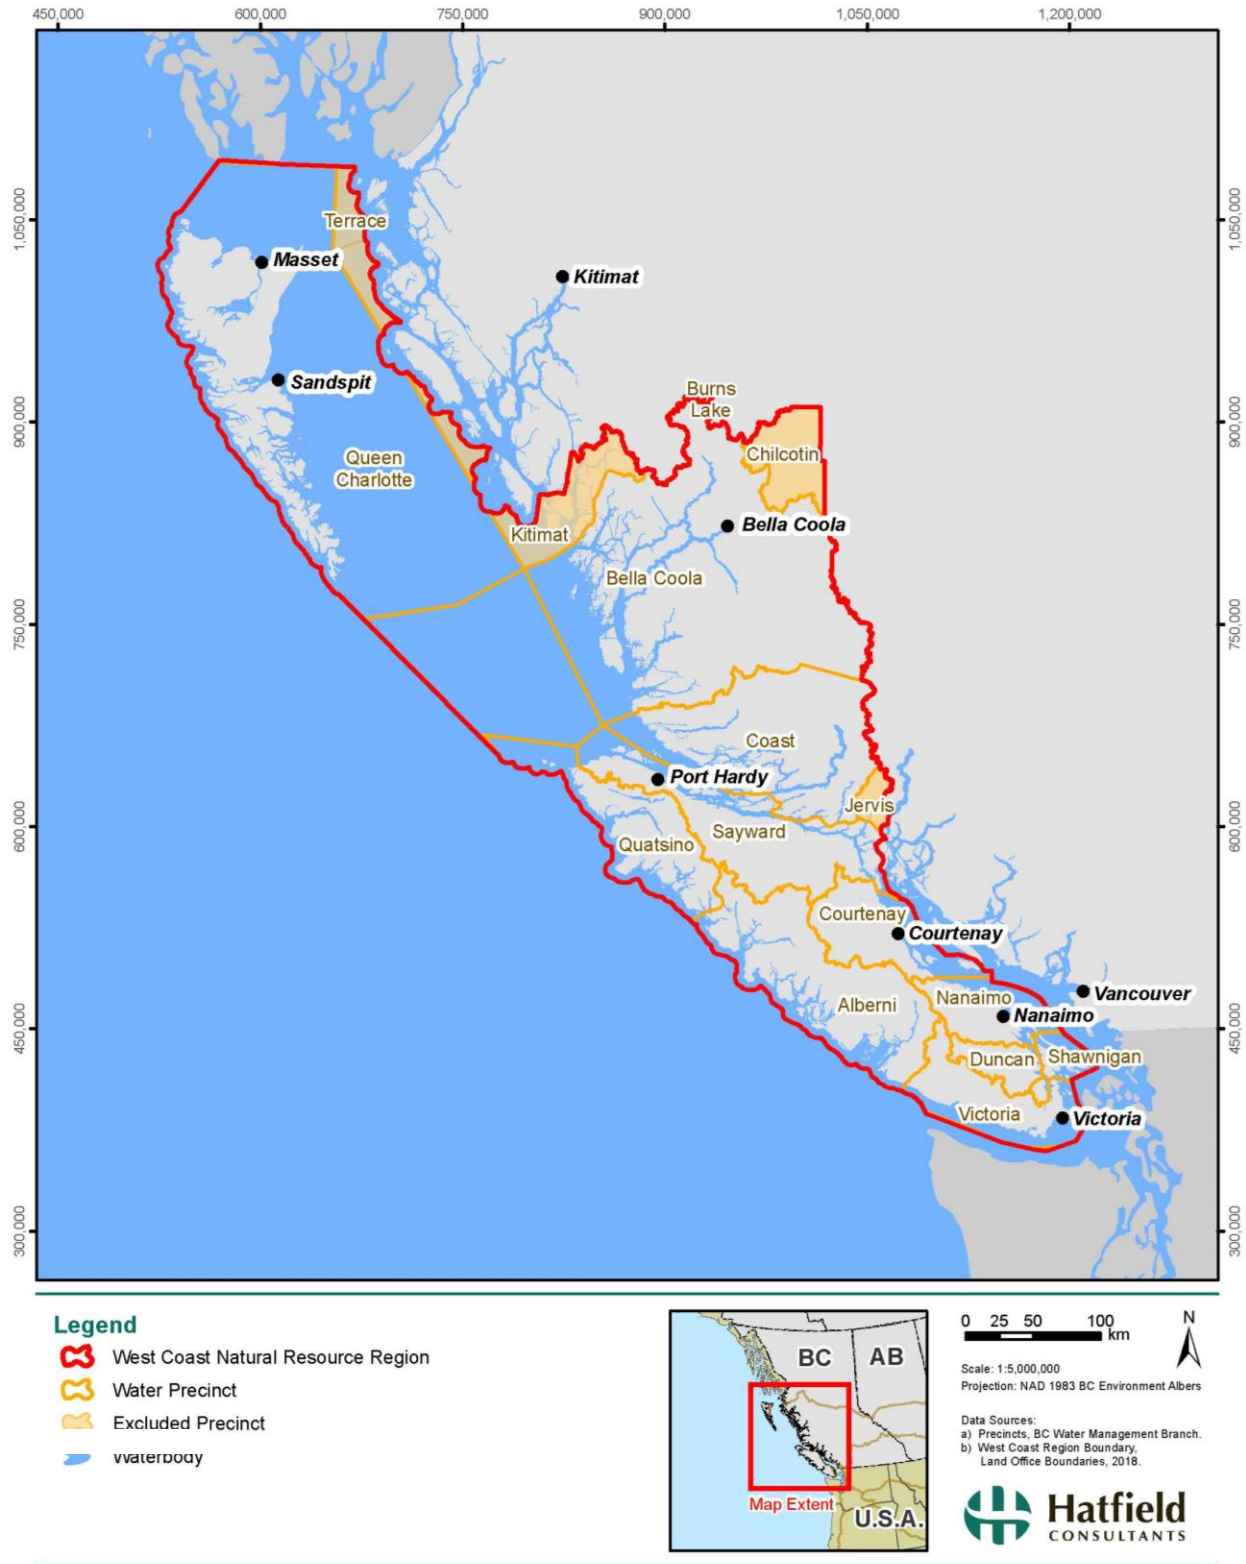 450,000 600,000 750,000 900,000 1,050,000 1,200,000
1,050,000
900,000
750,000
600,000
450,000
300,000
1,050,000
900,000
750,000
600,000
450,000
300,000
Terrace
Masset
Kitimat
Sandspit
Burns
Lake
Queen
Charlotte
Chilcotin
Kitimat
Bella Coola
Bella Coola
Coast
Port Hardy
Jervis
Sayward
Quatsino
Courtenay
Courtenay
Vancouver
Alberni
Nanaimo
Nanaimo
Duncan
Shawnigan
Victoria
Victoria
Legend
West Coast Natural Resource Region
Water Precinct
Excluded Precinct
Waterbody
BC
AB
Map Extent
U.S.A.
0 25 50 100
km
N
Scale: 1:5,000,000
Projection: NAD 1983 BC Environment Albers
Data Sources:
a) Precincts, BC Water Management Branch.
b) West Coast Region Boundary,
Land Office Boundaries, 2018.
Hatfield
CONSULTANTS